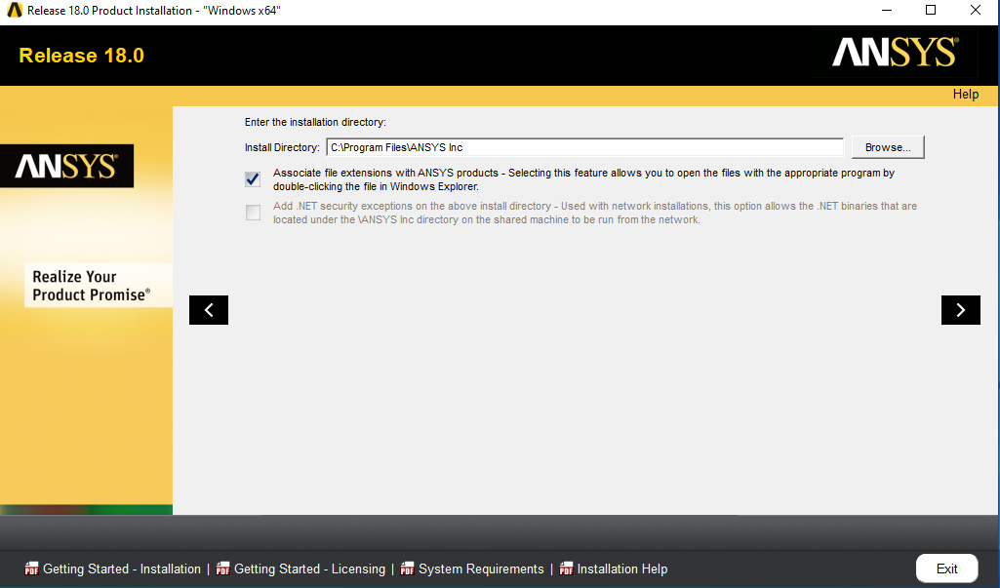 Release 18.0 Product Installation - "Windows x64"
Release 18.0
ANSYS®
Help
ANSYS®
Realize Your
Product Promise®
Enter the installation directory:
Install Directory: C:\Program Files\ANSYS Inc Browse...
Associate file extensions with ANSYS products - Selecting this feature allows you to open the files with the appropriate program by
double-clicking the file in Windows Explorer.
Add .NET security exceptions on the above install directory - Used with network installations, this option allows the .NET binaries that are
located under the \ANSYS Inc directory on the shared machine to be run from the network.
PDF Getting Started - Installation | PDF Getting Started - Licensing | PDF System Requirements | PDF Installation Help
Exit